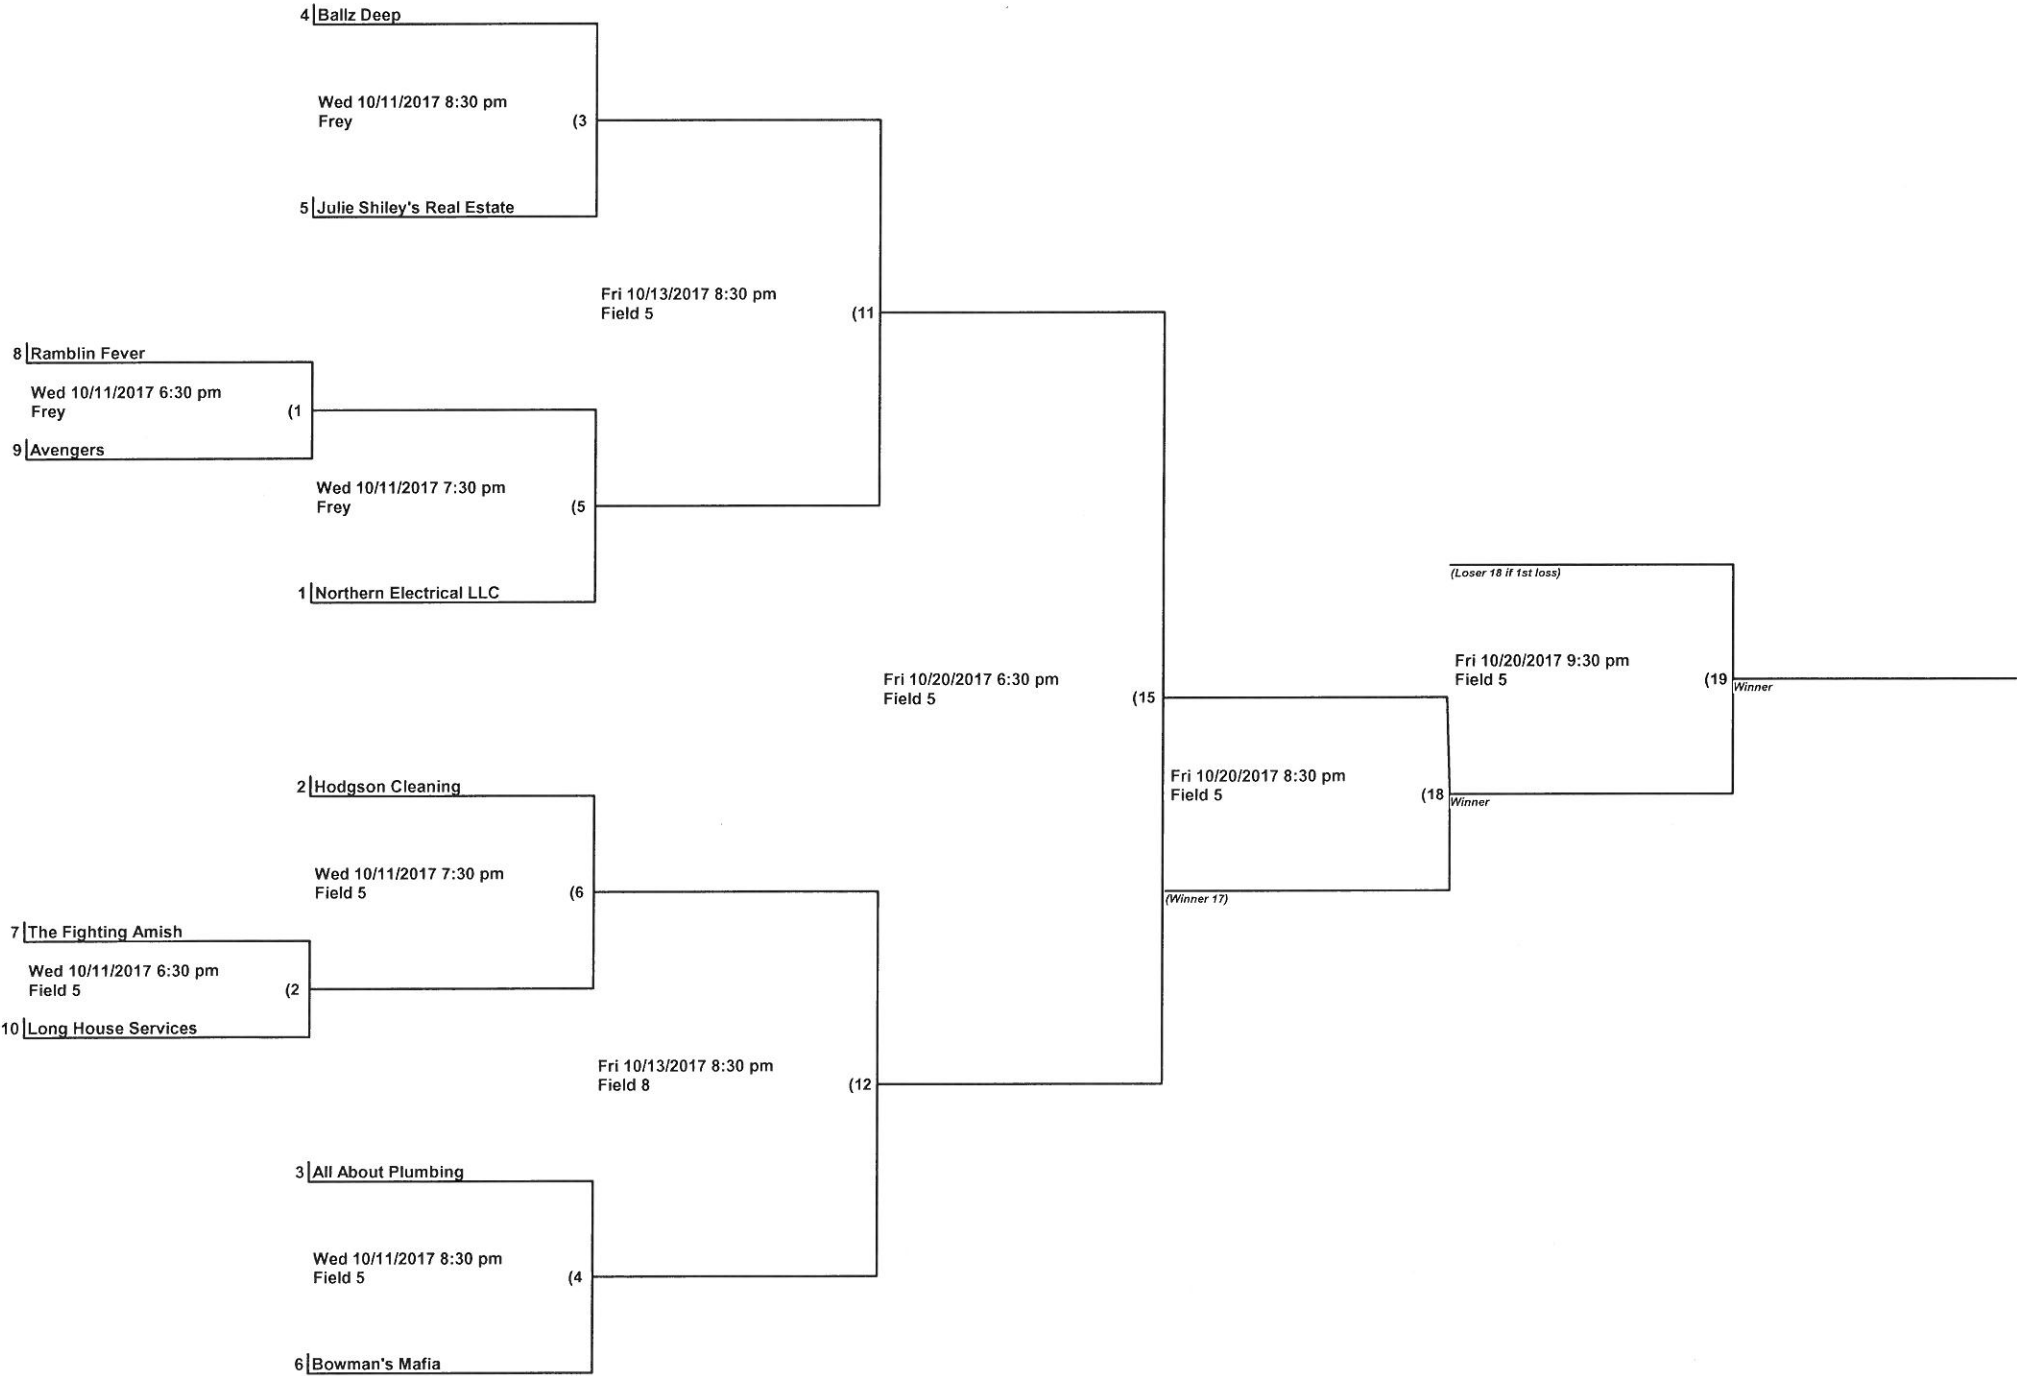 4 Ballz Deep
Wed 10/11/2017 8:30 pm
Frey
(3
5 Julie Shiley's Real Estate
Fri 10/13/2017 8:30 pm
Field 5
(11
8 Ramblin Fever
Wed 10/11/2017 6:30 pm
Frey
(1
9 Avengers
Wed 10/11/2017 7:30 pm
Frey
(5
1 Northern Electrical LLC
(Loser 18 if 1st loss)
Fri 10/20/2017 9:30 pm
Field 5
(19
Winner
Fri 10/20/2017 6:30 pm
Field 5
(15
2 Hodgson Cleaning
Fri 10/20/2017 8:30 pm
Field 5
(18
Winner
Wed 10/11/2017 7:30 pm
Field 5
(6
(Winner 17)
7 The Fighting Amish
Wed 10/11/2017 6:30 pm
Field 5
(2
10 Long House Services
Fri 10/13/2017 8:30 pm
Field 8
(12
3 All About Plumbing
Wed 10/11/2017 8:30 pm
Field 5
(4
6 Bowman's Mafia